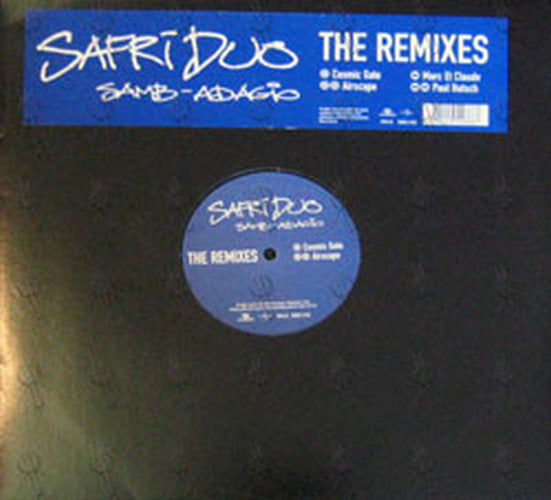 SAFRI DUO
SAMB-ADAGIO
THE REMIXES
Cosmic Gate
Airscape
Marc Et Claude
Paul Hutsch
SAFRI DUO
SAMB-ADAGIO
THE REMIXES
Cosmic Gate
Airscape